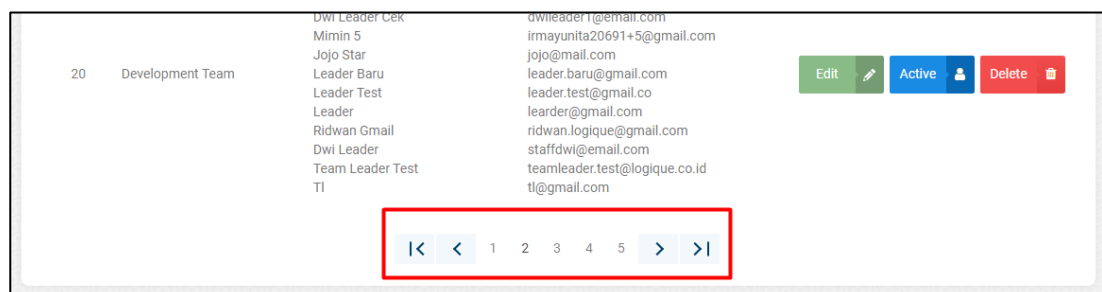 Dwi Leader Cek dwileader1@email.com
Mimin 5 irmayunita20691+5@gmail.com
Jojo Star jojo@mail.com
20 Development Team Leader Baru leader.baru@gmail.com Edit Active Delete
Leader Test leader.test@gmail.co
Leader learder@gmail.com
Ridwan Gmail ridwan.logique@gmail.com
Dwi Leader staffdwi@email.com
Team Leader Test teamleader.test@logique.co.id
Tl tl@gmail.com
1 2 3 4 5